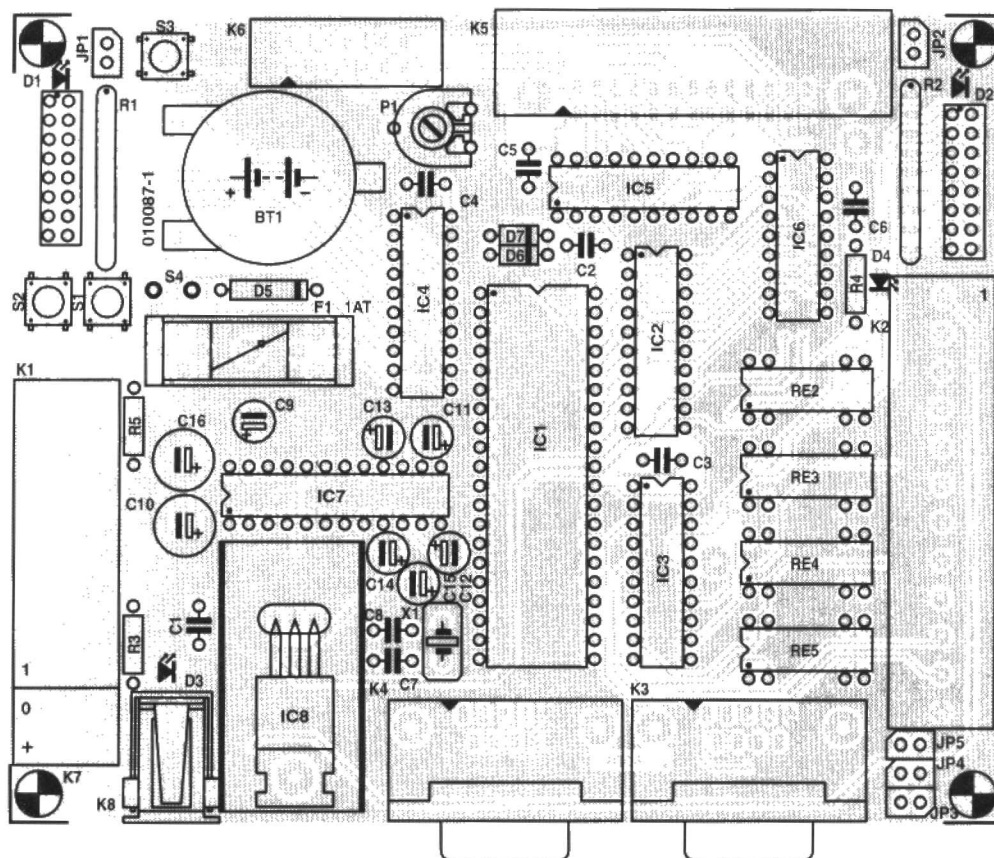 S3
K6
K5
JP1
JP2
D1
R1
P1
R2
D2
C5
IC5
010087-1
+ -
BT1
C4
IC6
C6
D7
D6
C2
D4
S2
S1
S4
D5
IC4
IC2
R4
F1 1AT
K2
1
K1
RE2
C9
C13
C11
R5
C16
IC1
C3
RE3
IC7
C10
C14
C15
C12
IC3
RE4
C8
X1
C1
R3
RE5
C7
1
D3
K4
K3
0
IC8
+
JP5
JP4
K7
K8
JP3